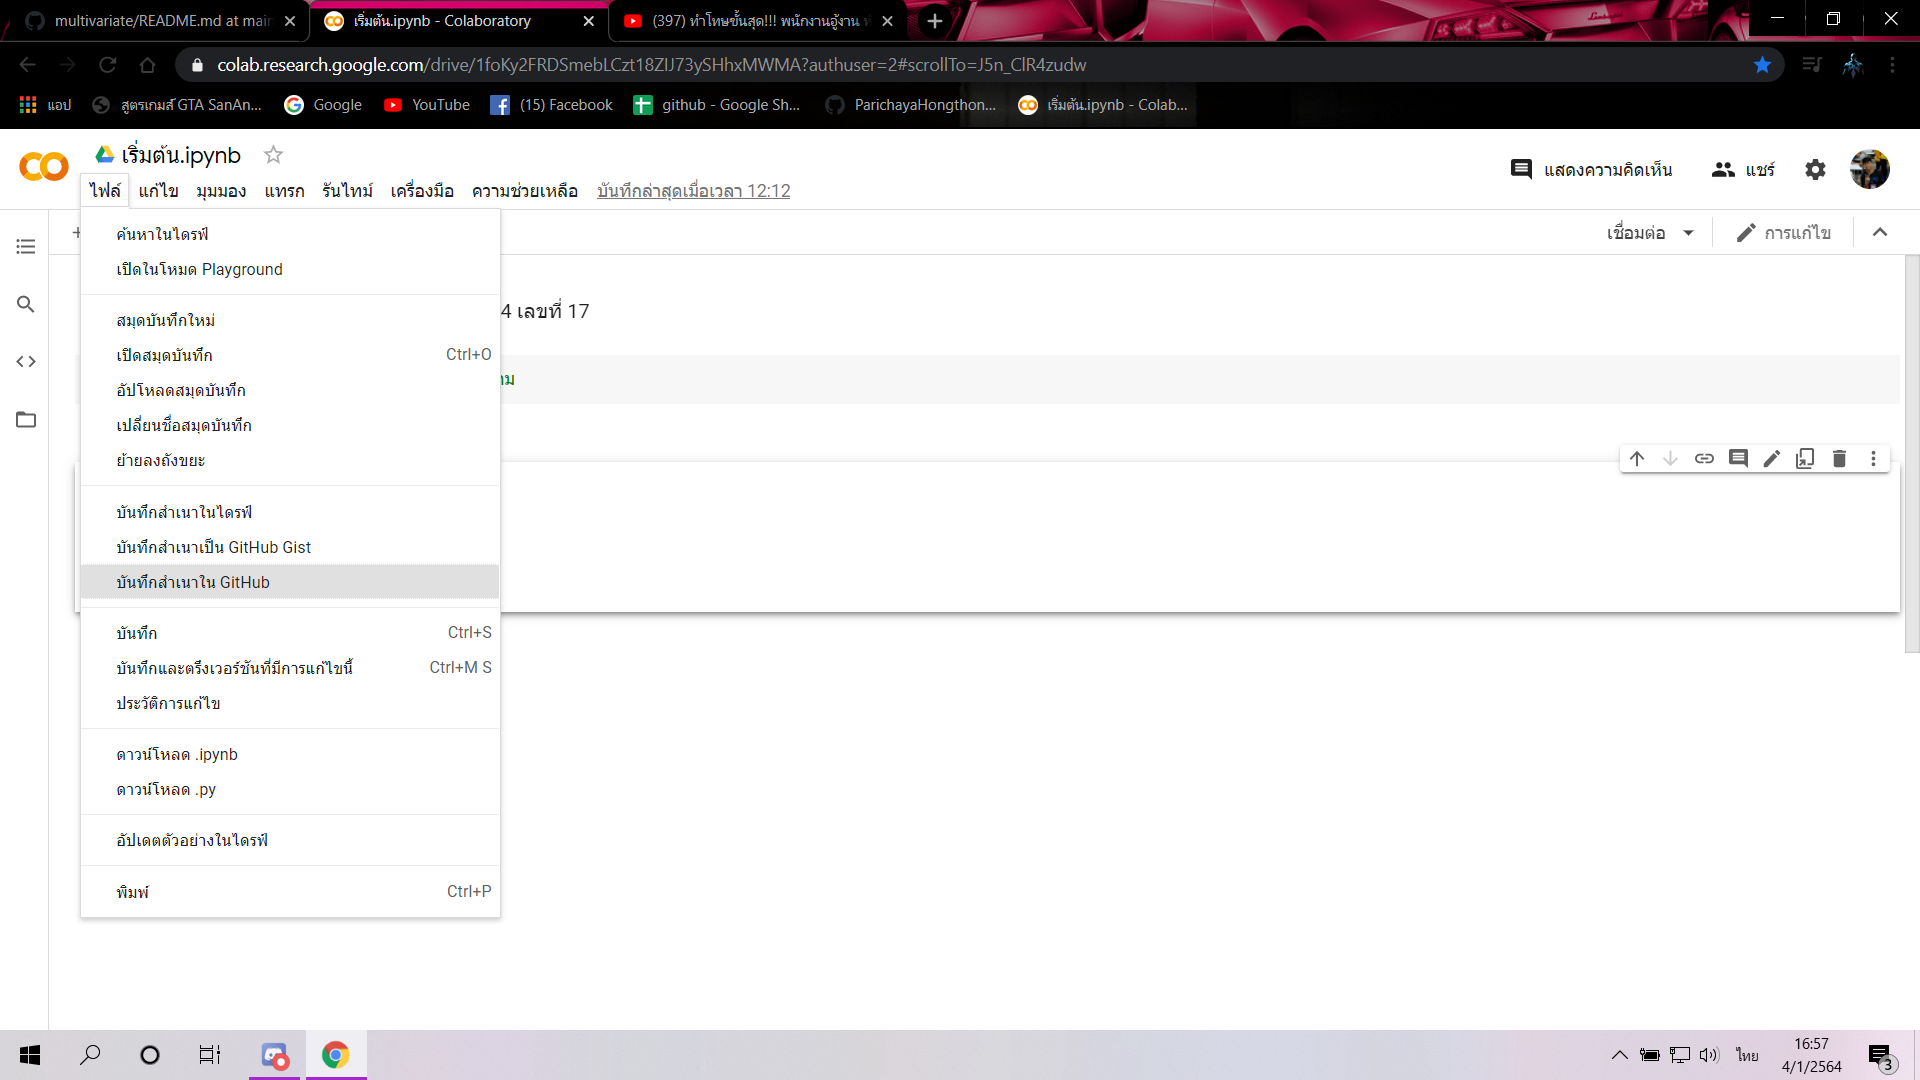 multivariate/README.md at main
เริ่มต้น.ipynb - Colaboratory
(397) ทำโทษขั้นสุด!!! พนักงานอู้งาน
colab.research.google.com/drive/1foKy2FRDSmebLCzt18ZIJ73ySHhxMWMA?authuser=2#scrollTo=J5n_ClR4zudw
แอป
สูตรเกมส์ GTA SanAn...
Google
YouTube
(15) Facebook
github - Google Sh...
ParichayaHongthon...
เริ่มต้น.ipynb - Colab...
เริ่มต้น.ipynb
แสดงความคิดเห็น
แชร์
ไฟล์ แก้ไข มุมมอง แทรก รันไทม์ เครื่องมือ ความช่วยเหลือ บันทึกล่าสุดเมื่อเวลา 12:12
เชื่อมต่อ
การแก้ไข
ค้นหาในไดรฟ์
เปิดในโหมด Playground
4 เลขที่ 17
สมุดบันทึกใหม่
เปิดสมุดบันทึก Ctrl+O
อัปโหลดสมุดบันทึก
เปลี่ยนชื่อสมุดบันทึก
ย้ายลงถังขยะ
บันทึกสำเนาในไดรฟ์
บันทึกสำเนาเป็น GitHub Gist
บันทึกสำเนาใน GitHub
บันทึก Ctrl+S
บันทึกและตรึงเวอร์ชันที่มีการแก้ไขนี้ Ctrl+M S
ประวัติการแก้ไข
ดาวน์โหลด .ipynb
ดาวน์โหลด .py
อัปเดตตัวอย่างในไดรฟ์
พิมพ์ Ctrl+P
ไทย
16:57
4/1/2564
3